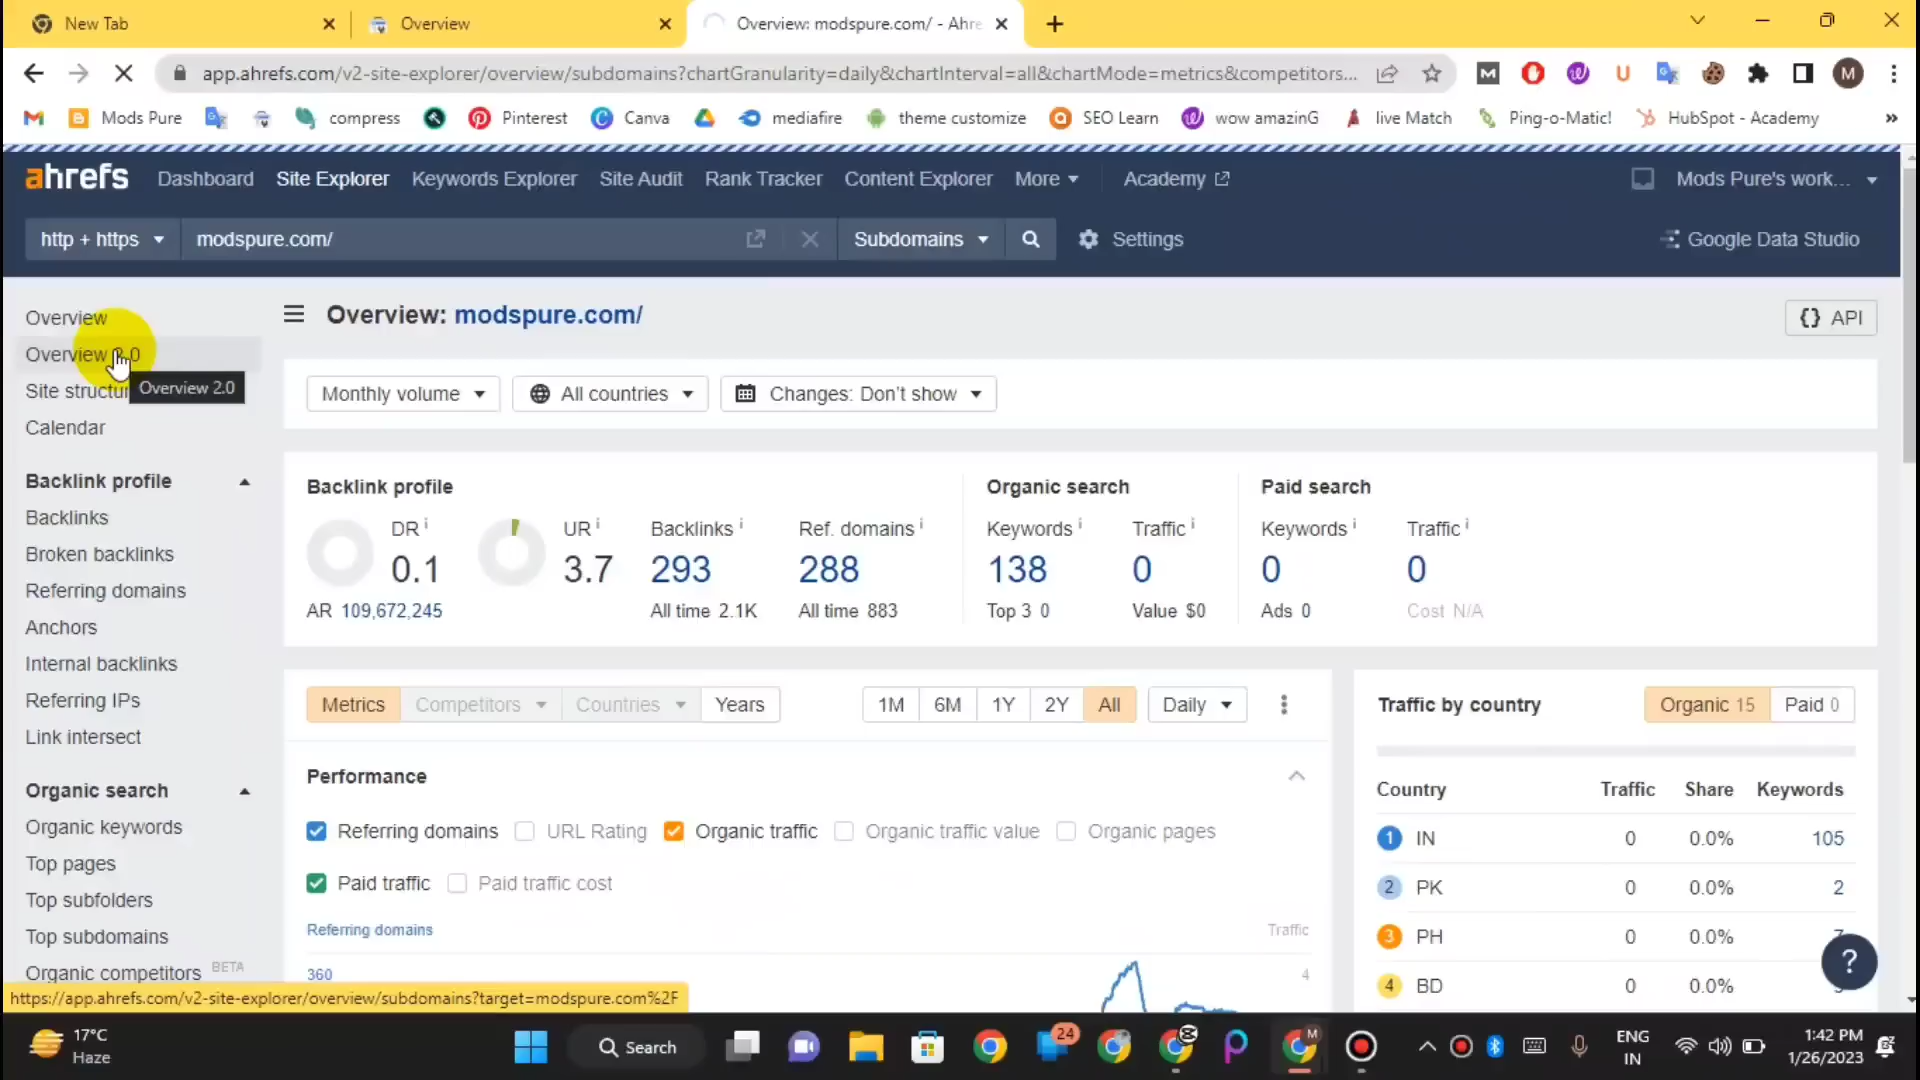 New Tab
Overview
Overview: modspure.com/ - Ahre
app.ahrefs.com/v2-site-explorer/overview/subdomains?chartGranularity=daily&chartInterval=all&chartMode=metrics&competitors...
M
Mods Pure
compress
Pinterest
Canva
mediafire
theme customize
SEO Learn
wow amazinG
live Match
Ping-o-Matic!
HubSpot - Academy
»
ahrefs
Dashboard
Site Explorer
Keywords Explorer
Site Audit
Rank Tracker
Content Explorer
More
Academy
Mods Pure's work...
http + https
modspure.com/
Subdomains
Settings
Google Data Studio
Overview
Overview 2.0
Overview 2.0
Calendar
Backlink profile
Backlinks
Broken backlinks
Referring domains
Anchors
Internal backlinks
Referring IPs
Link intersect
Organic search
Organic keywords
Top pages
Top subfolders
Top subdomains
Organic competitors BETA
https://app.ahrefs.com/v2-site-explorer/overview/subdomains?target=modspure.com%2F
Overview: modspure.com/
{} API
Monthly volume
All countries
Changes: Don't show
Backlink profile
DR i
0.1
AR 109,672,245
UR i
3.7
Backlinks i
293
All time 2.1K
Ref. domains i
288
All time 883
Organic search
Keywords i
138
Top 3 0
Traffic i
0
Value $0
Paid search
Keywords i
0
Ads 0
Traffic i
0
Cost N/A
Metrics
Competitors
Countries
Years
1M
6M
1Y
2Y
All
Daily
Performance
Referring domains
URL Rating
Organic traffic
Organic traffic value
Organic pages
Paid traffic
Paid traffic cost
Referring domains
Traffic
360
4
Traffic by country
Organic 15
Paid 0
Country Traffic Share Keywords
1 IN 0 0.0% 105
2 PK 0 0.0% 2
3 PH 0 0.0%
4 BD 0 0.0%
?
17°C
Haze
Search
24
M
ENG
IN
1:42 PM
1/26/2023